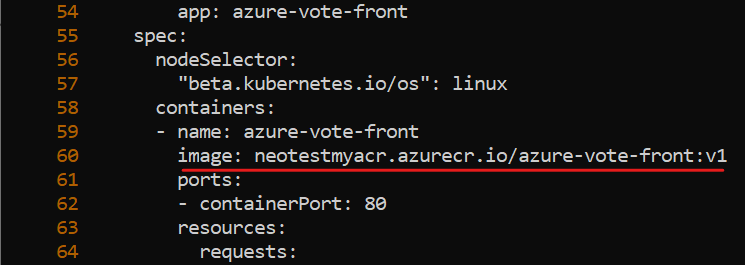 54 app: azure-vote-front
55 spec:
56 nodeSelector:
57 "beta.kubernetes.io/os": linux
58 containers:
59 - name: azure-vote-front
60 image: neotestmyacr.azurecr.io/azure-vote-front:v1
61 ports:
62 - containerPort: 80
63 resources:
64 requests: